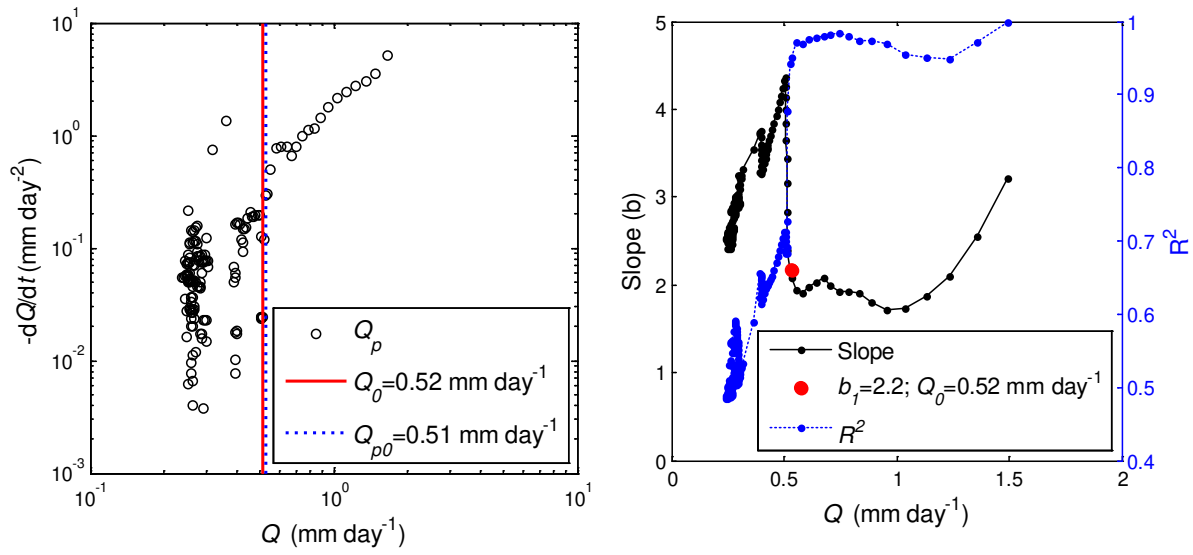 10^1
10^0
10^-1
10^-2
10^-3
-dQ/dt (mm day^-2)
10^-1
10^0
10^1
Q (mm day^-1)
Q_p
Q_0=0.52 mm day^-1
Q_p0=0.51 mm day^-1
5
4
3
2
1
0
Slope (b)
0
0.5
1
1.5
2
Q (mm day^-1)
1
0.9
0.8
0.7
0.6
0.5
0.4
R^2
Slope
b_1=2.2; Q_0=0.52 mm day^-1
R^2